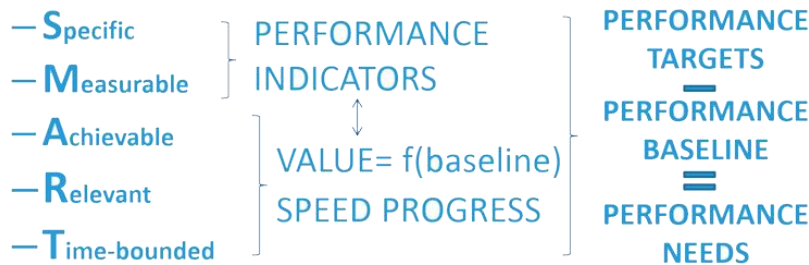 — Specific
— Measurable
— Achievable
— Relevant
— Time-bounded
PERFORMANCE
INDICATORS
VALUE= f(baseline)
SPEED PROGRESS
PERFORMANCE
TARGETS
–
PERFORMANCE
BASELINE
=
PERFORMANCE
NEEDS